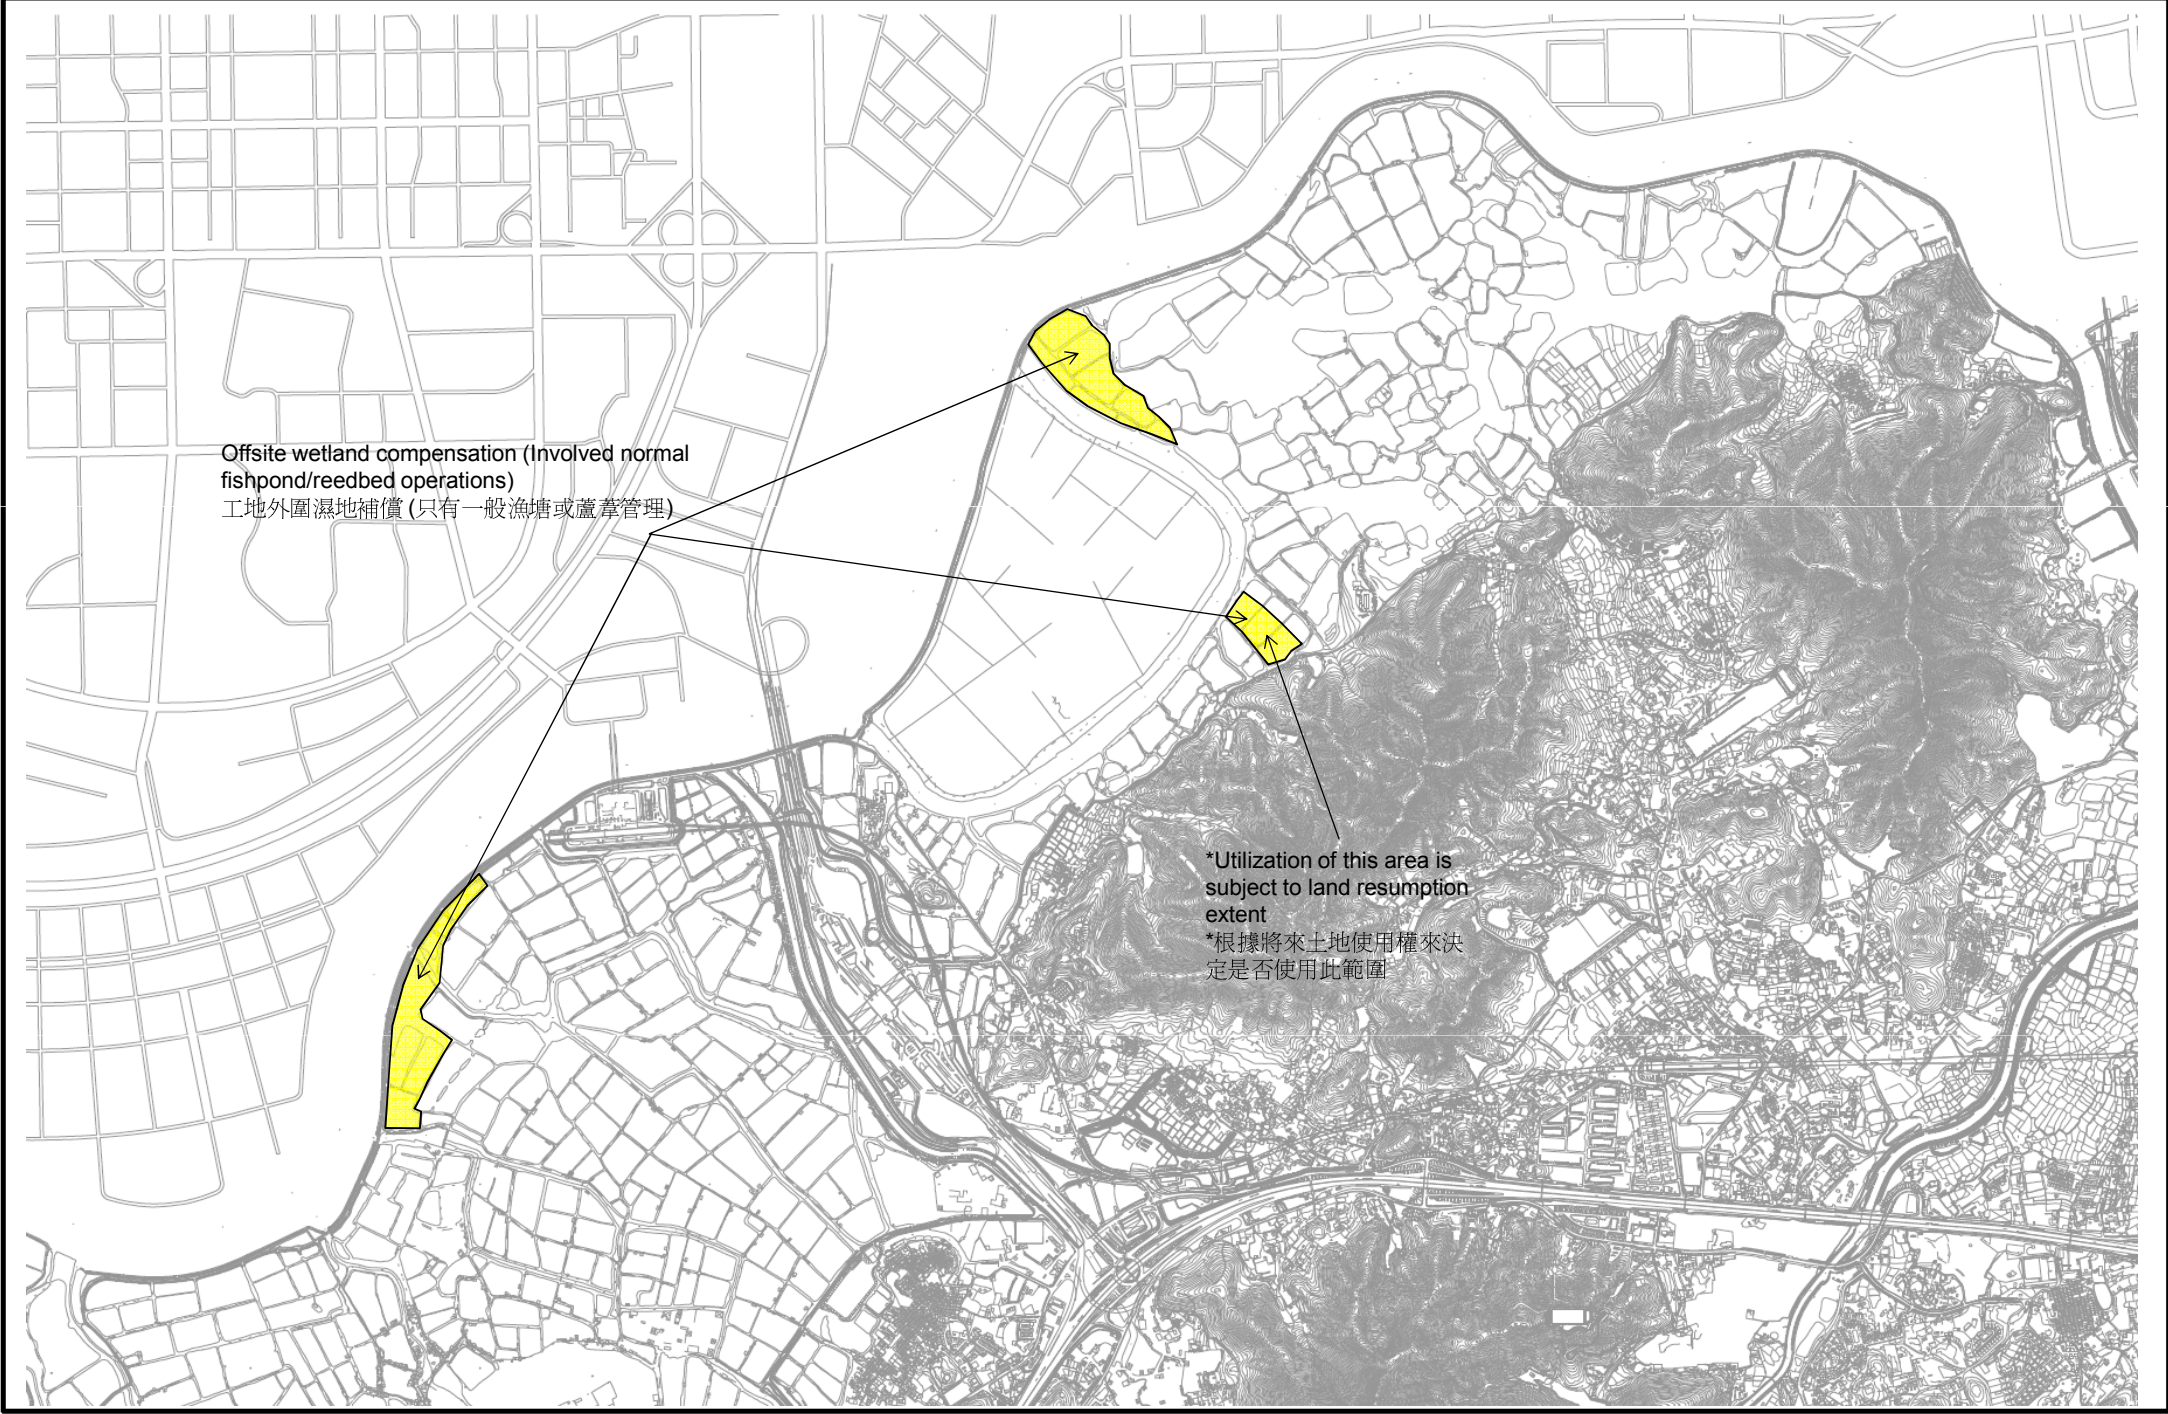 Offsite wetland compensation (Involved normal
fishpond/reedbed operations)
工地外圍濕地補償 (只有一般漁塘或蘆葦管理)
*Utilization of this area is
subject to land resumption
extent
*根據將來土地使用權來決
定是否使用此範圍